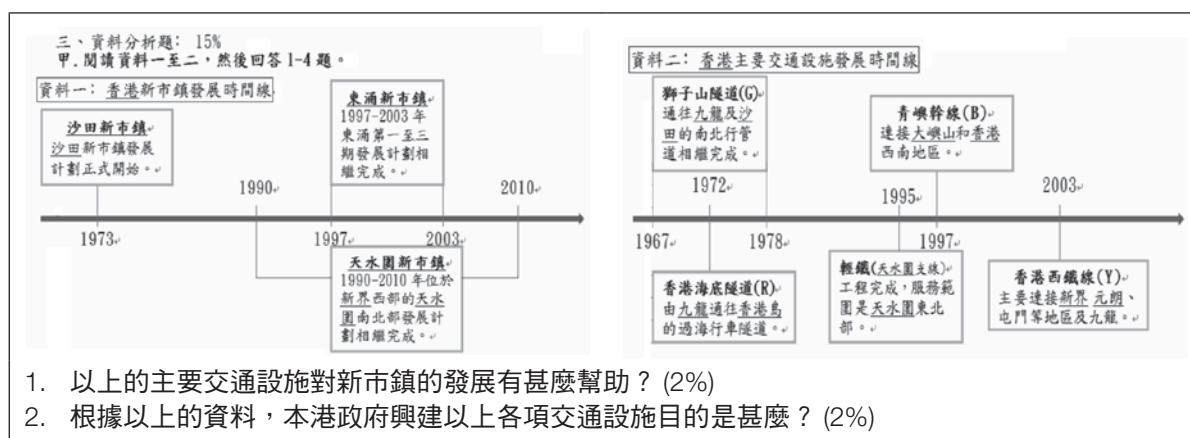 三、資料分析題: 15%
甲.閱讀資料一至二,然後回答 1-4 題。
資料一: 香港新市鎮發展時間線
沙田新市鎮
沙田新市鎮發展
計劃正式開始。
東涌新市鎮
1997-2003 年
東涌第一至三
期發展計劃相
繼完成。
1990
2010
1973
1997
2003
天水圍新市鎮
1990-2010 年位於
新界西部的天水
圍南北部發展計
劃相繼完成。
資料二: 香港主要交通設施發展時間線
獅子山隧道(G)
通往九龍及沙
田的南北行管
道相繼完成。
青嶼幹線(B)
連接大嶼山和香港
西南地區。
1972
1995
2003
1967
1978
1997
香港海底隧道(R)
由九龍通往香港島
的過海行車隧道。
輕鐵(天水圍支線)
工程完成,服務範
圍是天水圍東北
部。
香港西鐵線(Y)
主要連接新界 元朗、
屯門等地區及九龍。
1. 以上的主要交通設施對新市鎮的發展有甚麼幫助?(2%)
2. 根據以上的資料,本港政府興建以上各項交通設施目的是甚麼?(2%)